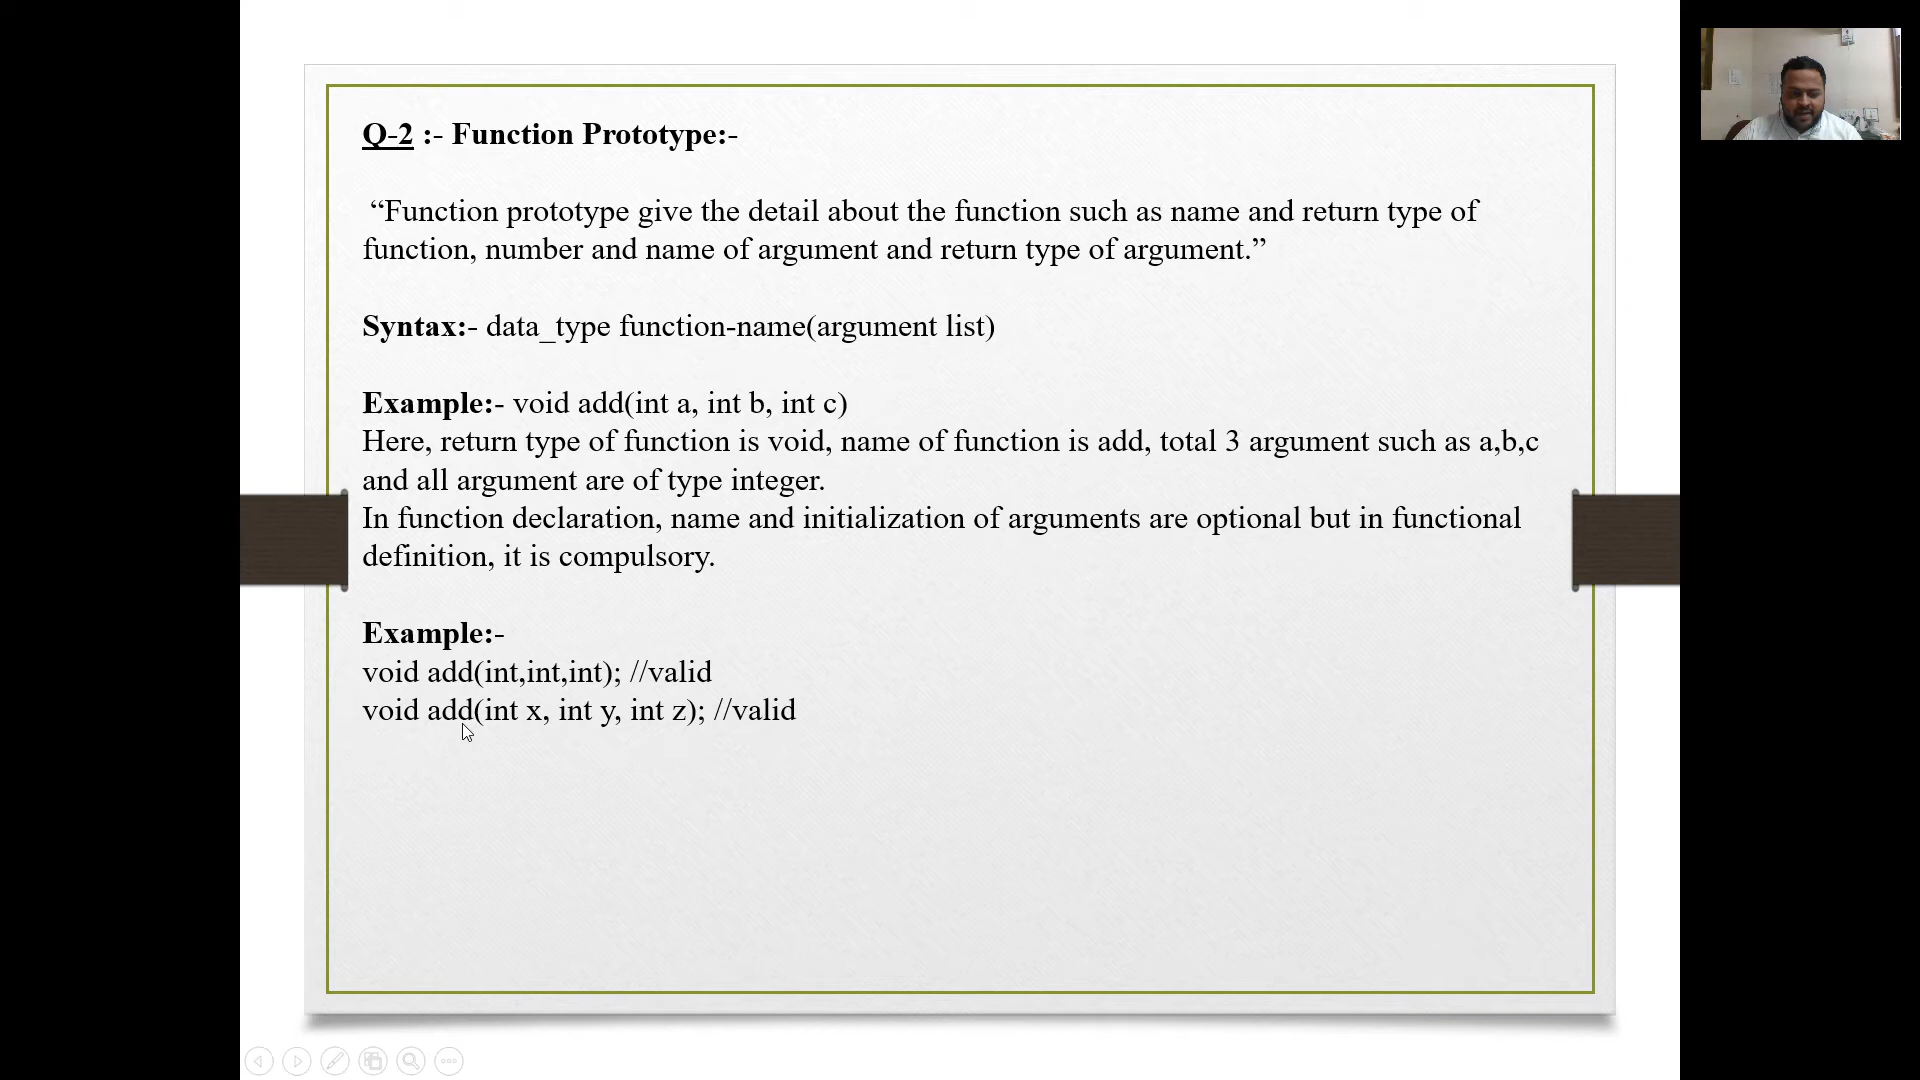 Q-2 :- Function Prototype:-
“Function prototype give the detail about the function such as name and return type of
function, number and name of argument and return type of argument.”
Syntax:- data_type function-name(argument list)
Example:- void add(int a, int b, int c)
Here, return type of function is void, name of function is add, total 3 argument such as a,b,c
and all argument are of type integer.
In function declaration, name and initialization of arguments are optional but in functional
definition, it is compulsory.
Example:-
void add(int,int,int); //valid
void add(int x, int y, int z); //valid